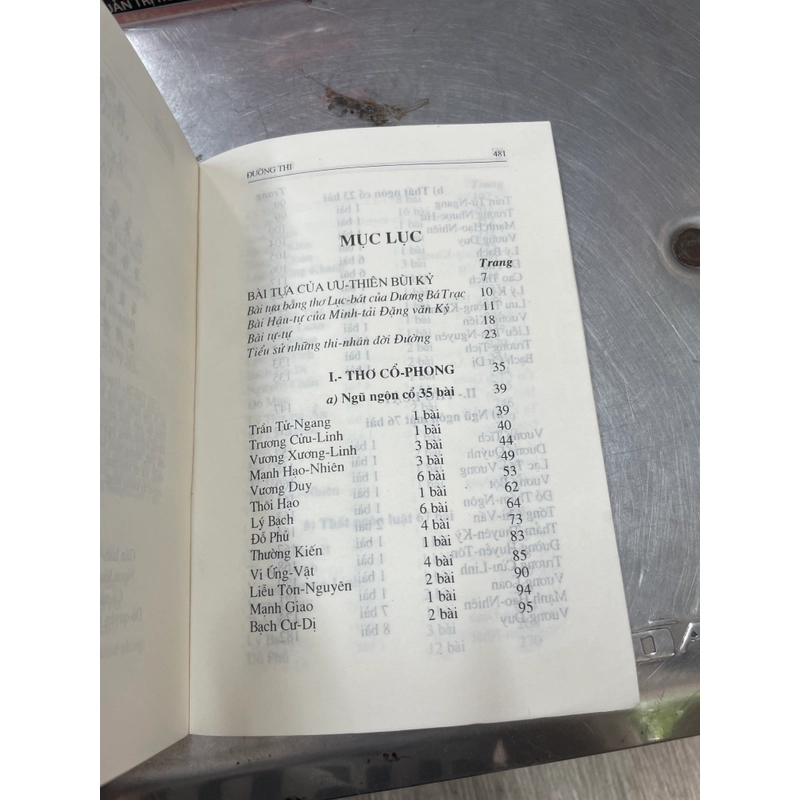 ĐƯỜNG THI 481
MỤC LỤC
Trang
BÀI TỰA CỦA ƯU-THIÊN BÙI KỶ 7
Bài tựa bằng thơ Lục-bát của Dương Bá Trạc 10
Bài Hậu-tự của Minh-tải Đặng văn Kỳ 11
Bài tự-tự 18
Tiểu sử những thi-nhân đời Đường 23
I.- THƠ CỔ-PHONG 35
a) Ngũ ngôn cổ 35 bài 39
Trần Tử-Ngang 1 bài 39
Trương Cửu-Linh 1 bài 40
Vương Xương-Linh 3 bài 44
Mạnh Hạo-Nhiên 3 bài 49
Vương Duy 6 bài 53
Thôi Hạo 1 bài 62
Lý Bạch 6 bài 64
Đỗ Phủ 4 bài 73
Thường Kiến 1 bài 83
Vi Ứng-Vật 4 bài 85
Liễu Tôn-Nguyên 2 bài 90
Mạnh Giao 1 bài 94
Bạch Cư-Dị 2 bài 95